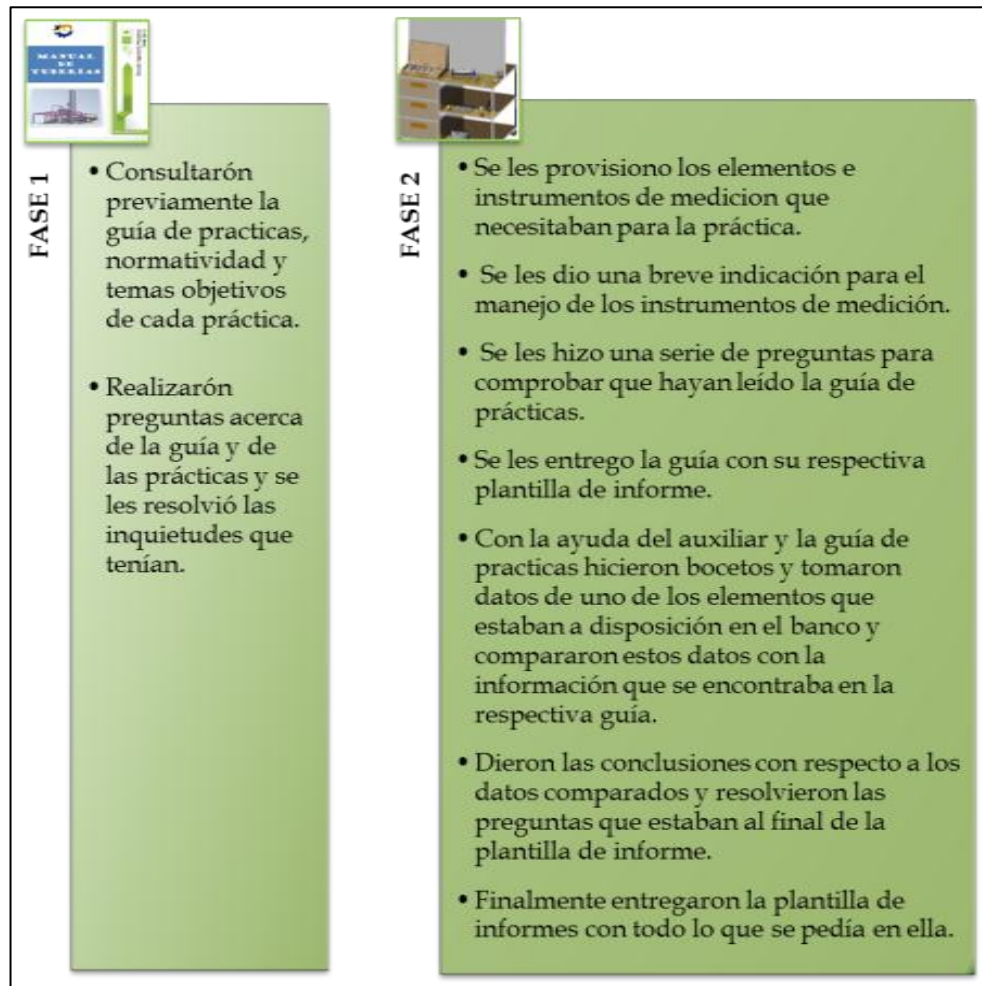 MANUAL
DE
TUBERIAS
FASE 1
• Consultarón
previamente la
guía de practicas,
normatividad y
temas objetivos
de cada práctica.
• Realizarón
preguntas acerca
de la guía y de
las prácticas y se
les resolvió las
inquietudes que
tenían.
FASE 2
• Se les provisiono los elementos e
instrumentos de medicion que
necesitaban para la práctica.
• Se les dio una breve indicación para el
manejo de los instrumentos de medición.
• Se les hizo una serie de preguntas para
comprobar que hayan leído la guía de
prácticas.
• Se les entrego la guía con su respectiva
plantilla de informe.
• Con la ayuda del auxiliar y la guía de
practicas hicieron bocetos y tomaron
datos de uno de los elementos que
estaban a disposición en el banco y
compararon estos datos con la
información que se encontraba en la
respectiva guía.
• Dieron las conclusiones con respecto a los
datos comparados y resolvieron las
preguntas que estaban al final de la
plantilla de informe.
• Finalmente entregaron la plantilla de
informes con todo lo que se pedía en ella.